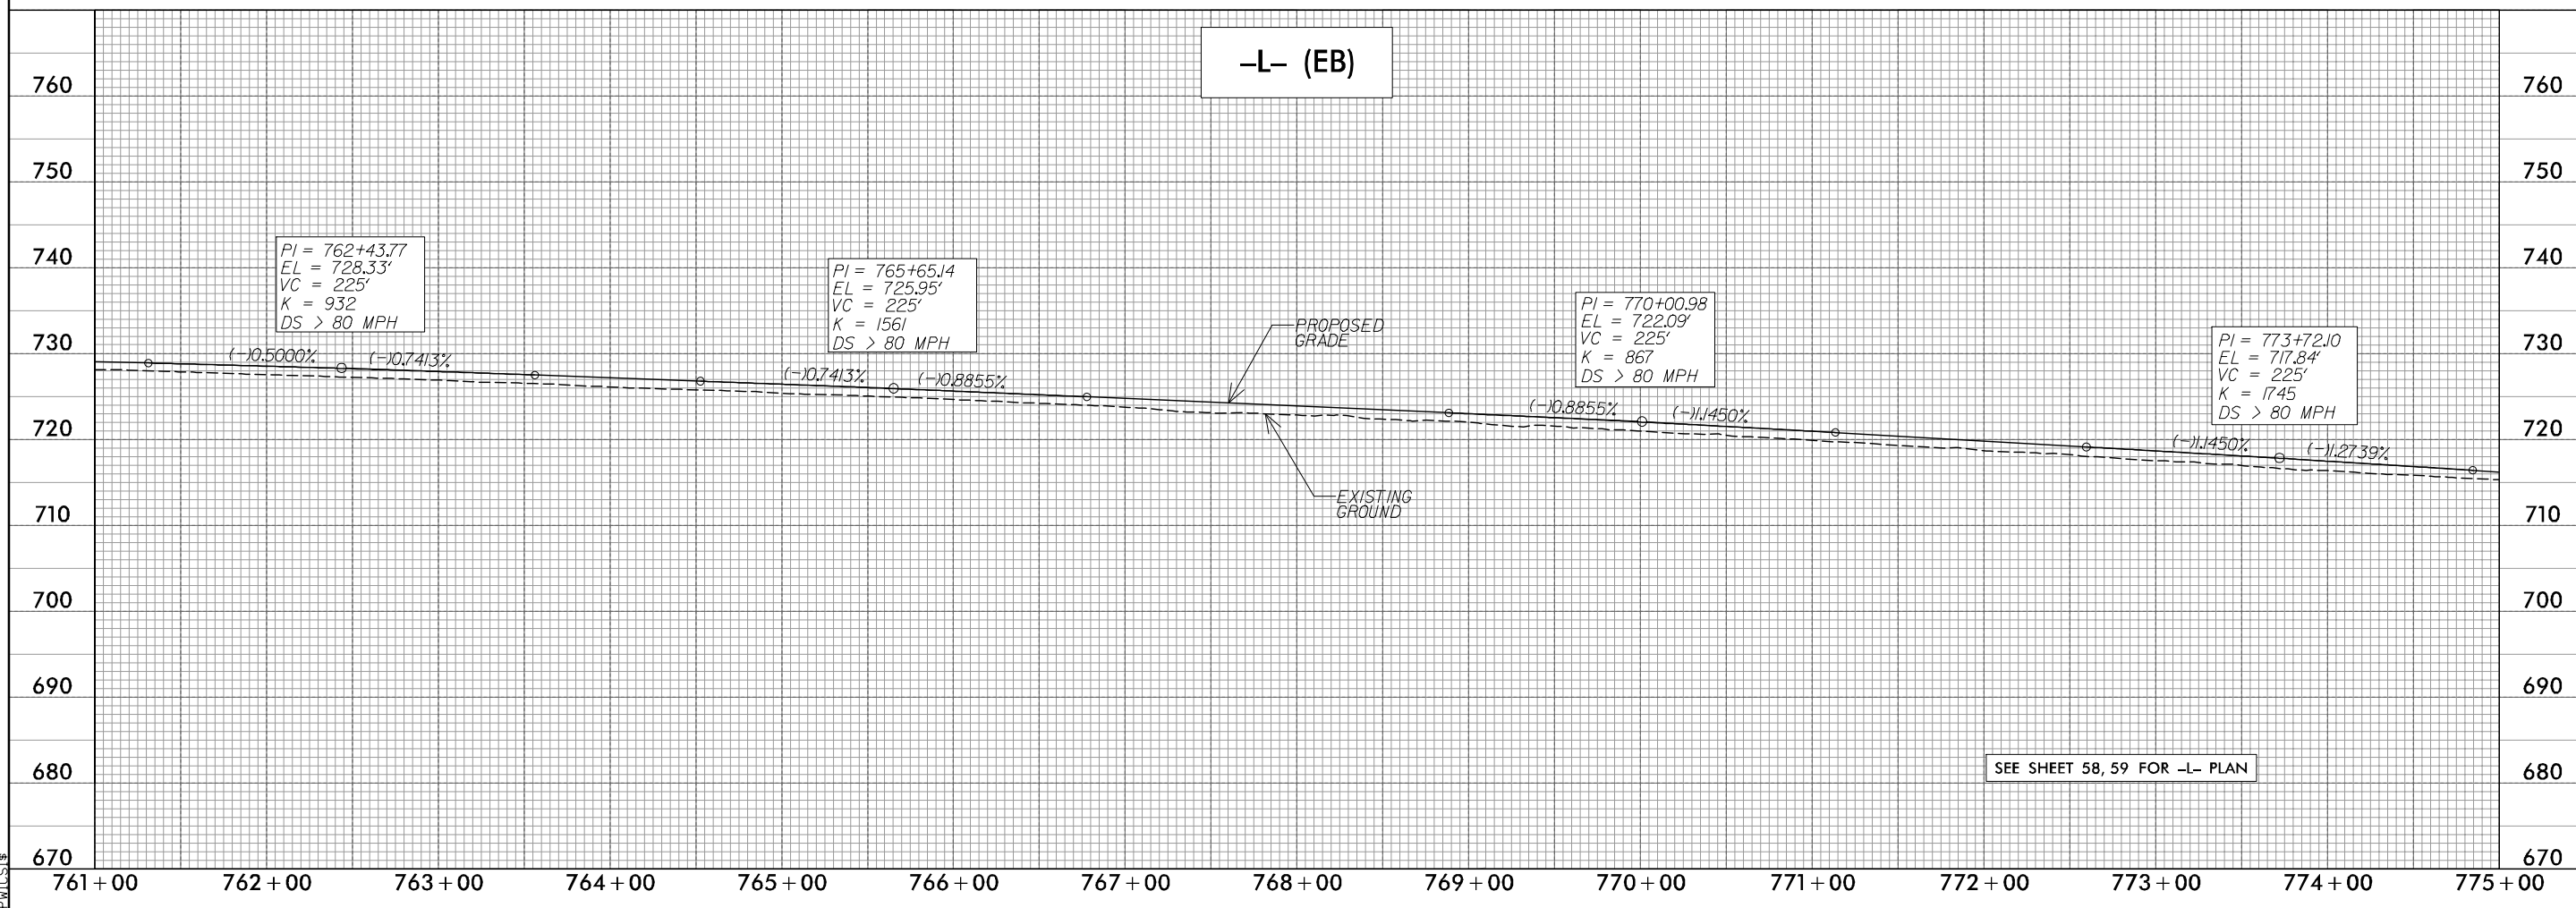 –L– (EB)
760 760
750 750
740 740
730 730
720 720
710 710
700 700
690 690
680 680
670 670
PI = 762+43.77
EL = 728.33'
VC = 225'
K = 932
DS > 80 MPH
PI = 765+65.14
EL = 725.95'
VC = 225'
K = 1561
DS > 80 MPH
PI = 770+00.98
EL = 722.09'
VC = 225'
K = 867
DS > 80 MPH
PI = 773+72.10
EL = 717.84'
VC = 225'
K = 1745
DS > 80 MPH
PROPOSED
GRADE
(-)0.5000%
(-)0.7413%
(-)0.7413%
(-)0.8855%
(-)0.8855%
(-)1.1450%
(-)1.1450%
(-)1.2739%
EXISTING
GROUND
SEE SHEET 58, 59 FOR –L– PLAN
761+00 762+00 763+00 764+00 765+00 766+00 767+00 768+00 769+00 770+00 771+00 772+00 773+00 774+00 775+00